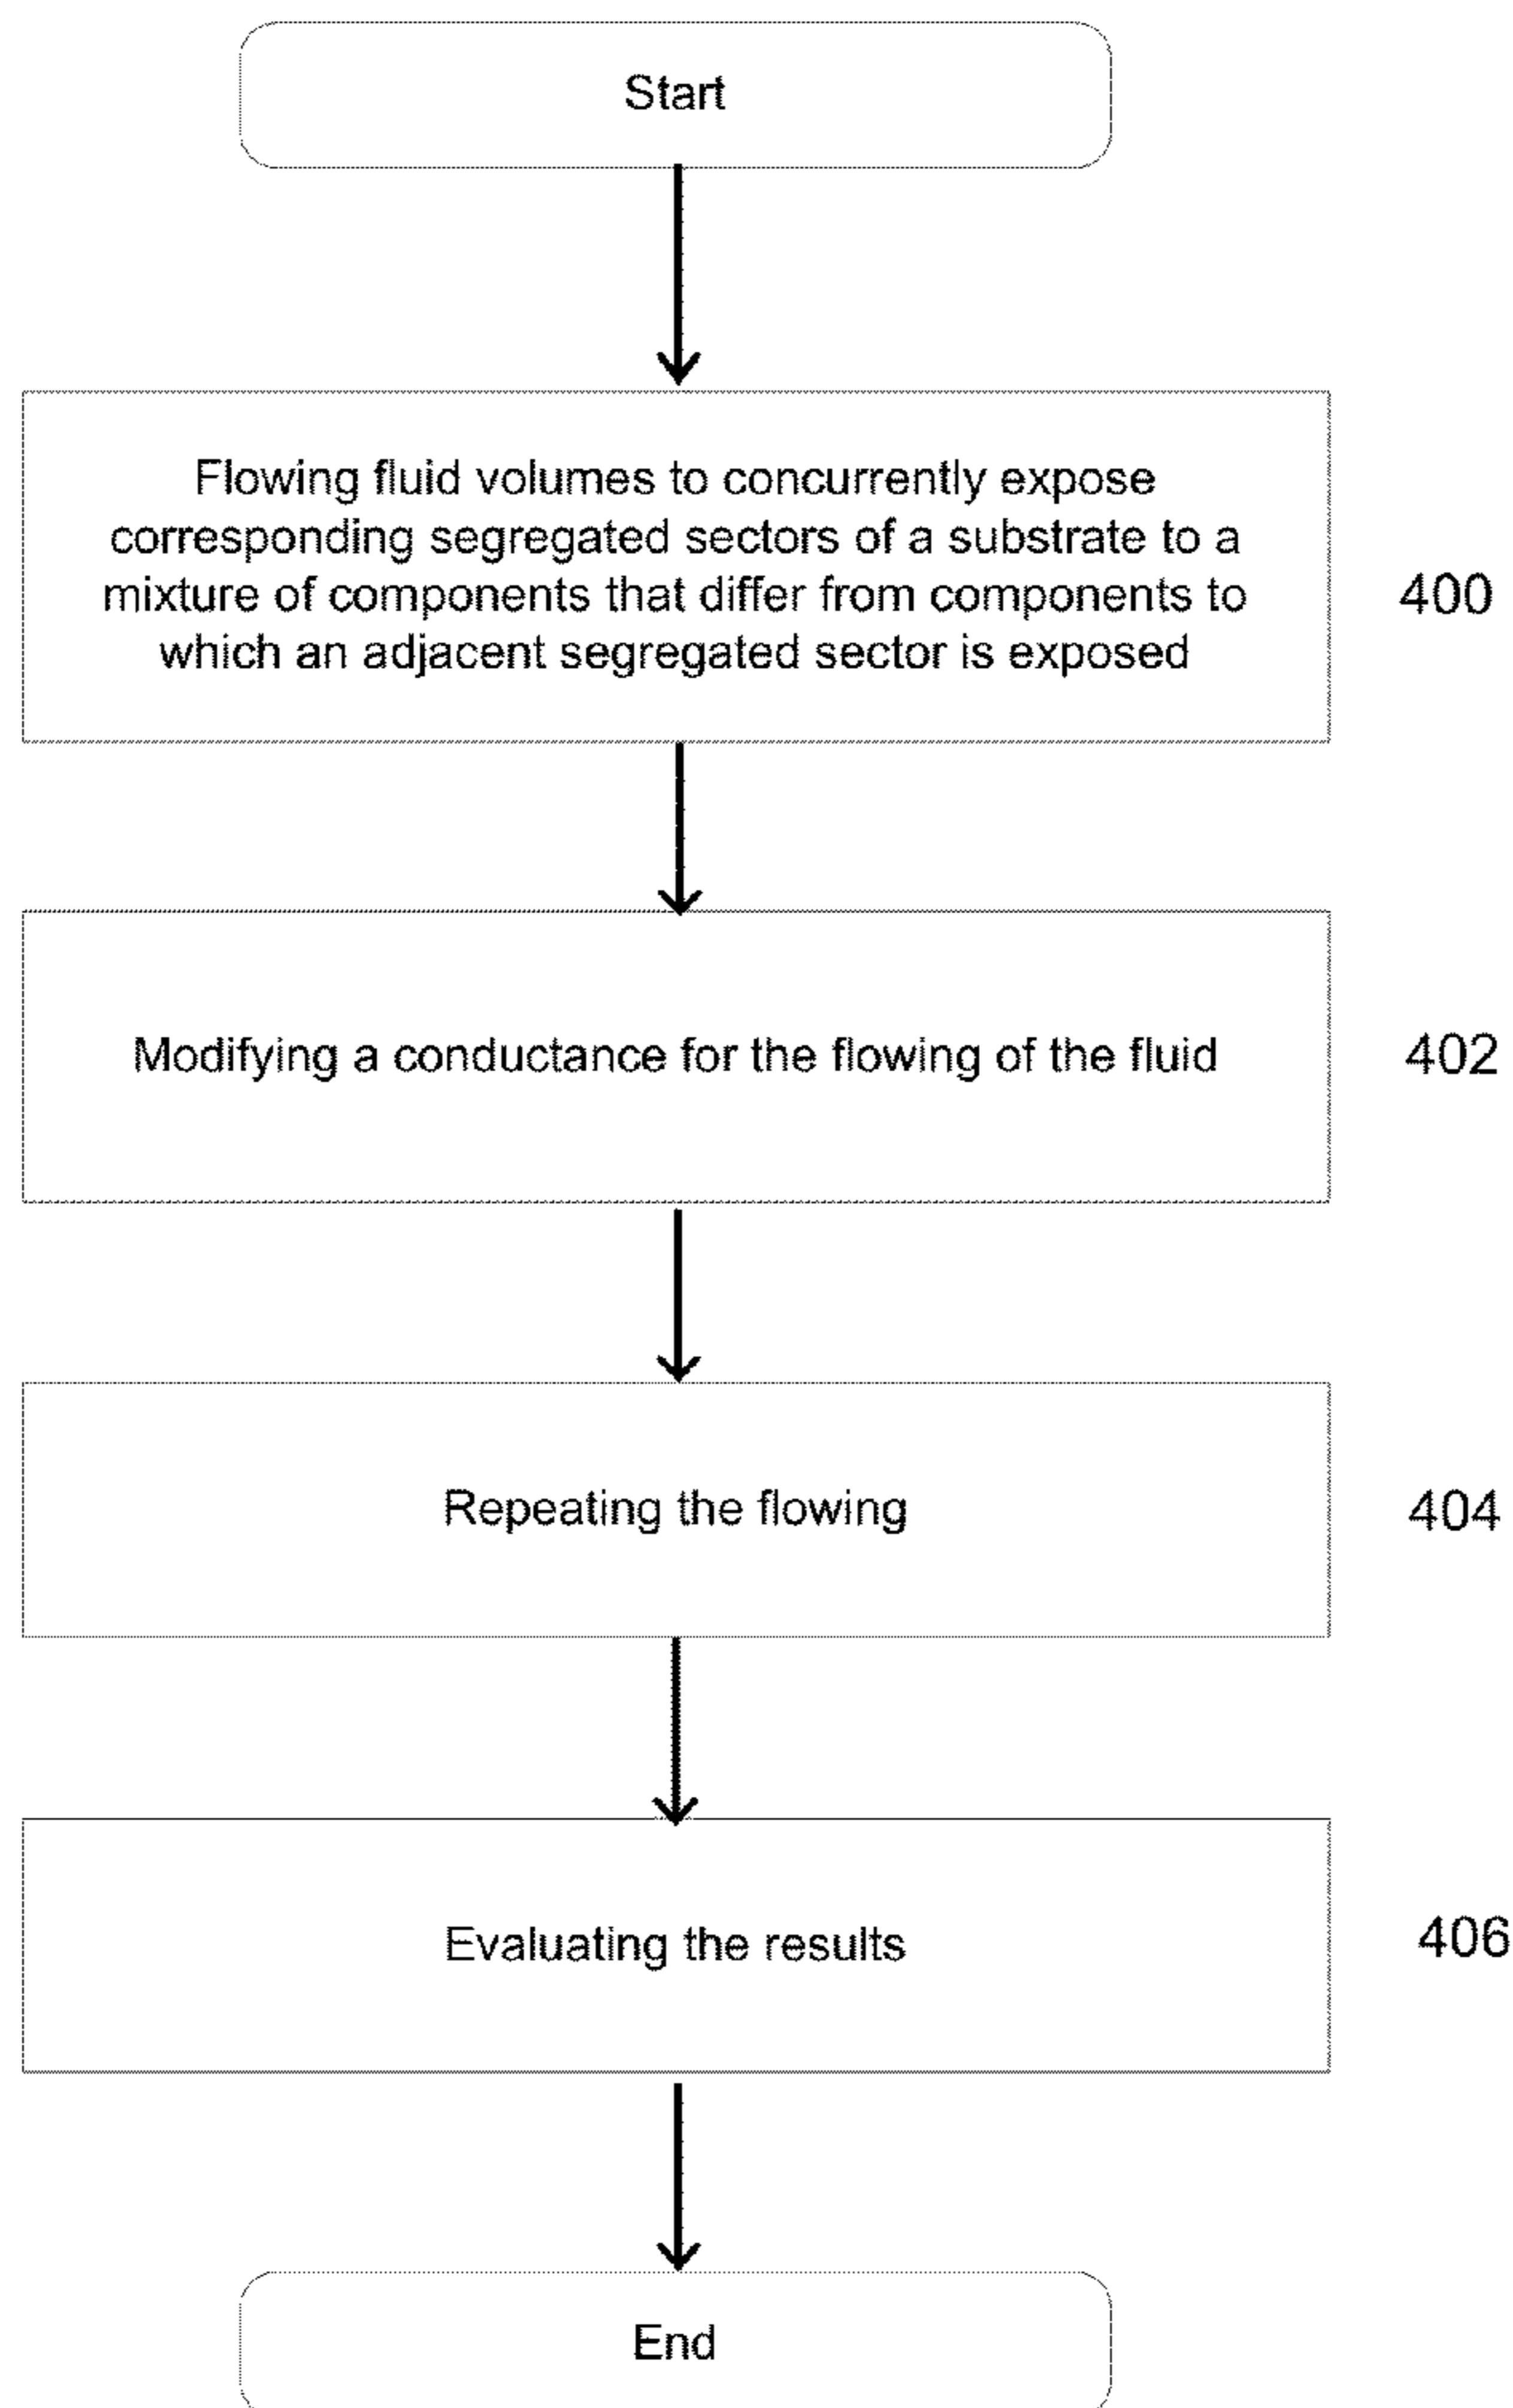 Start
Flowing fluid volumes to concurrently expose
corresponding segregated sectors of a substrate to a
mixture of components that differ from components to
which an adjacent segregated sector is exposed
400
Modifying a conductance for the flowing of the fluid
402
Repeating the flowing
404
Evaluating the results
406
End